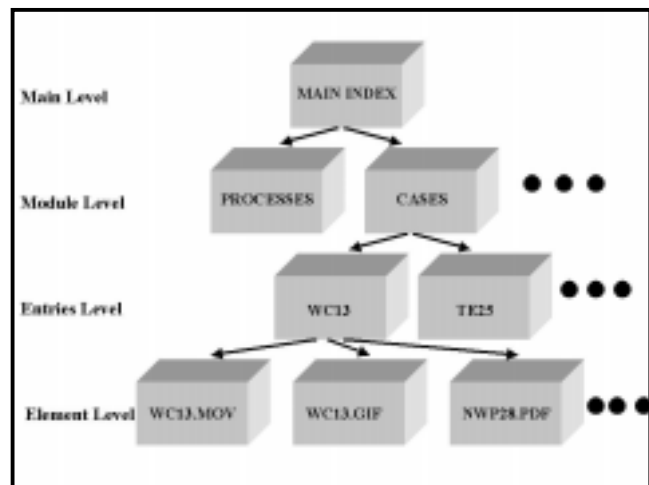 Main Level
MAIN INDEX
Module Level
PROCESSES
CASES
Entries Level
WC13
TE25
Element Level
WC13.MOV
WC13.GIF
NWP28.PDF